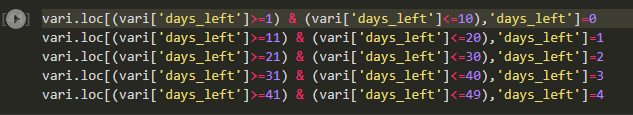 vari.loc[(vari['days_left']>=1) & (vari['days_left']<=10),'days_left']=0
vari.loc[(vari['days_left']>=11) & (vari['days_left']<=20),'days_left']=1
vari.loc[(vari['days_left']>=21) & (vari['days_left']<=30),'days_left']=2
vari.loc[(vari['days_left']>=31) & (vari['days_left']<=40),'days_left']=3
vari.loc[(vari['days_left']>=41) & (vari['days_left']<=49),'days_left']=4